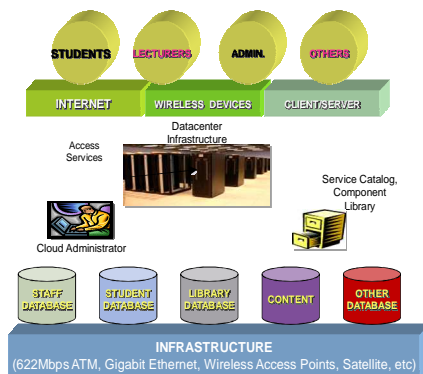 STUDENTS LECTURERS ADMIN. OTHERS
INTERNET WIRELESS DEVICES CLIENT/SERVER
Datacenter
Infrastructure
Access
Services
Service Catalog,
Component
Library
Cloud Administrator
STAFF
DATABASE
STUDENT
DATABASE
LIBRARY
DATABASE
CONTENT
OTHER
DATABASE
INFRASTRUCTURE
(622Mbps ATM, Gigabit Ethernet, Wireless Access Points, Satellite, etc)